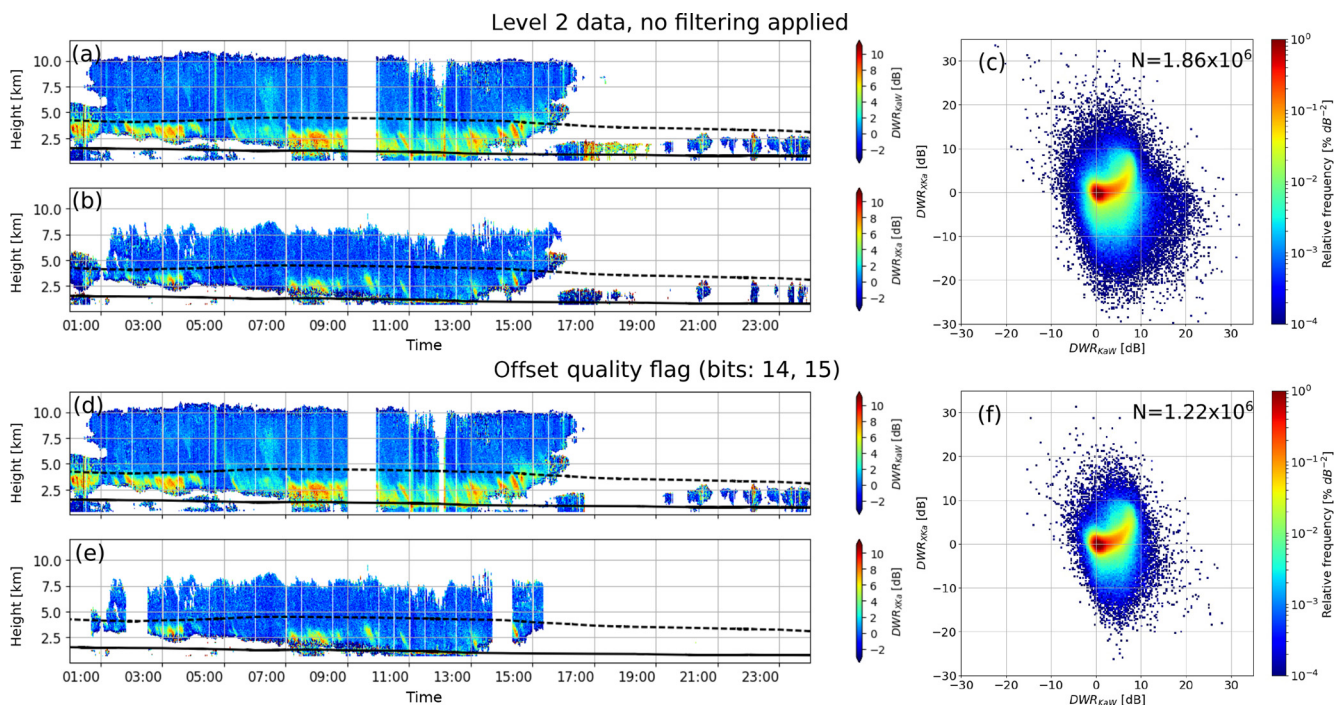 Level 2 data, no filtering applied
(a)
Height [km]
10.0
7.5
5.0
2.5
10
8
6
4
2
0
−2
DWR_KaW [dB]
(b)
Height [km]
10.0
7.5
5.0
2.5
10
8
6
4
2
0
−2
DWR_XKa [dB]
01:00 03:00 05:00 07:00 09:00 11:00 13:00 15:00 17:00 19:00 21:00 23:00
Time
(c)
N=1.86x10⁶
DWR_XKa [dB]
30
20
10
0
−10
−20
−30
−30 −20 −10 0 10 20 30
DWR_KaW [dB]
10⁰
10⁻¹
10⁻²
10⁻³
10⁻⁴
Relative frequency [% dB⁻²]
Offset quality flag (bits: 14, 15)
(d)
Height [km]
10.0
7.5
5.0
2.5
10
8
6
4
2
0
−2
DWR_KaW [dB]
(e)
Height [km]
10.0
7.5
5.0
2.5
10
8
6
4
2
0
−2
DWR_XKa [dB]
01:00 03:00 05:00 07:00 09:00 11:00 13:00 15:00 17:00 19:00 21:00 23:00
Time
(f)
N=1.22x10⁶
DWR_XKa [dB]
30
20
10
0
−10
−20
−30
−30 −20 −10 0 10 20 30
DWR_KaW [dB]
10⁰
10⁻¹
10⁻²
10⁻³
10⁻⁴
Relative frequency [% dB⁻²]